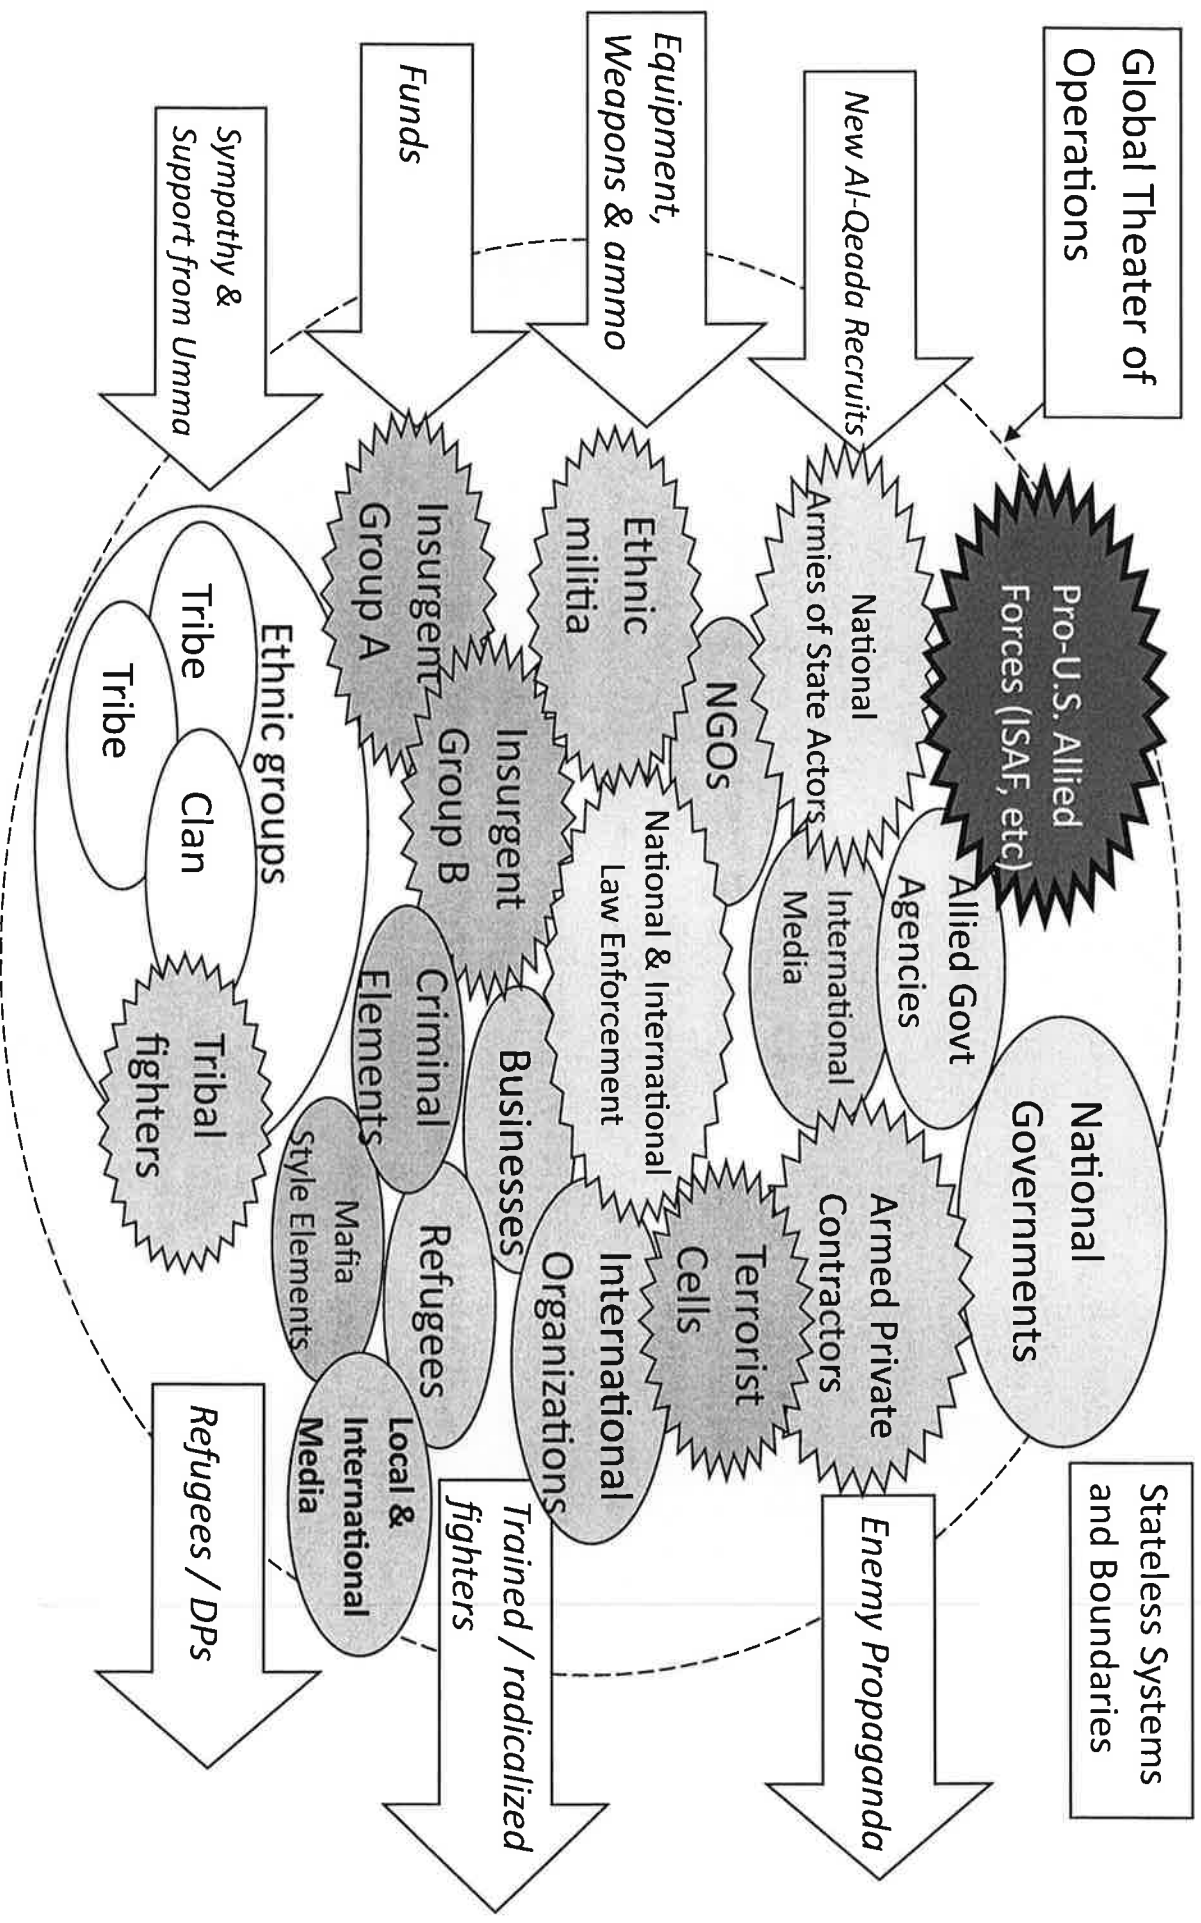 Global Theater of
Operations
Stateless Systems
and Boundaries
New Al-Qeada Recruits
Equipment,
Weapons & ammo
Funds
Sympathy &
Support from Umma
Pro-U.S. Allied
Forces (ISAF, etc)
National
Governments
Allied Govt
Agencies
National
Armies of State Actors
International
Media
Armed Private
Contractors
NGOs
Ethnic
militia
National & International
Law Enforcement
Terrorist
Cells
International
Organizations
Insurgent
Group A
Insurgent
Group B
Businesses
Criminal
Elements
Refugees
Mafia
Style Elements
Local &
International
Media
Ethnic groups
Tribe
Tribe
Clan
Tribal
fighters
Enemy Propaganda
Trained / radicalized
fighters
Refugees / DPs